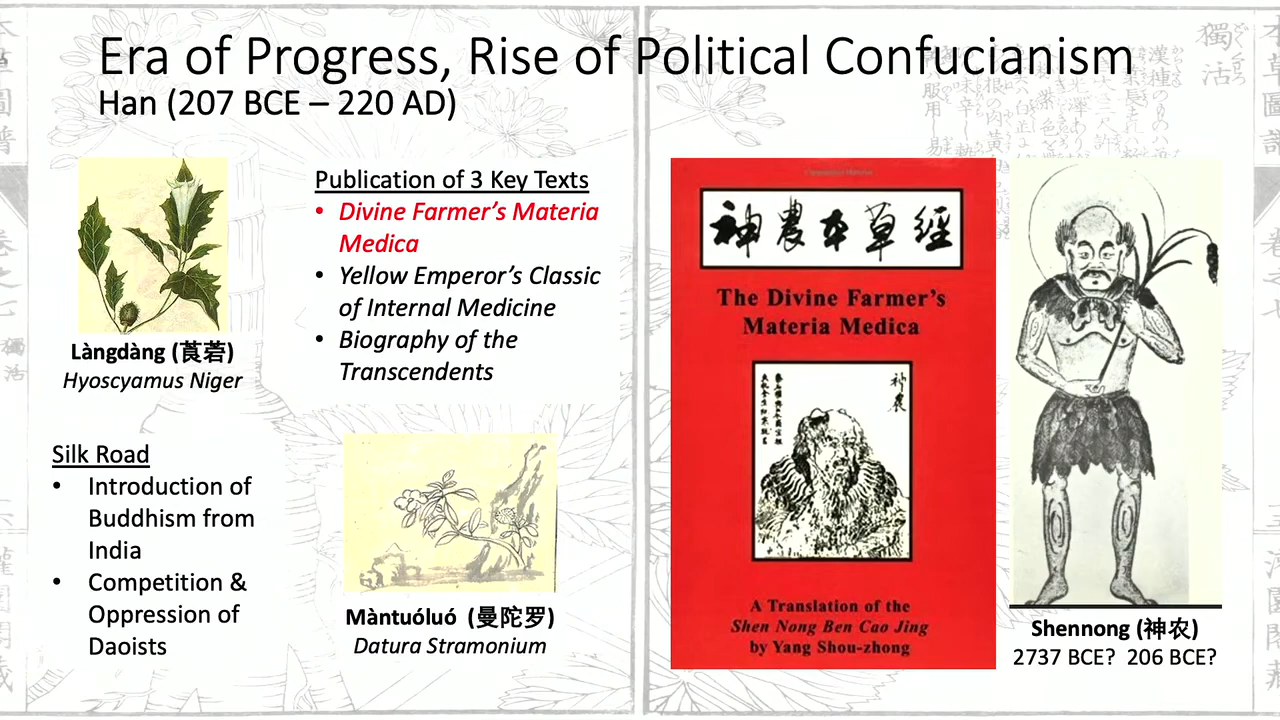 Era of Progress, Rise of Political Confucianism
Han (207 BCE – 220 AD)
Làngdàng (莨菪)
Hyoscyamus Niger
Publication of 3 Key Texts
• Divine Farmer's Materia
Medica
• Yellow Emperor's Classic
of Internal Medicine
• Biography of the
Transcendents
Silk Road
• Introduction of
Buddhism from
India
• Competition &
Oppression of
Daoists
Màntuóluó (曼陀罗)
Datura Stramonium
神農本草經
The Divine Farmer's
Materia Medica
神農
A Translation of the
Shen Nong Ben Cao Jing
by Yang Shou-zhong
Shennong (神农)
2737 BCE? 206 BCE?
獨活